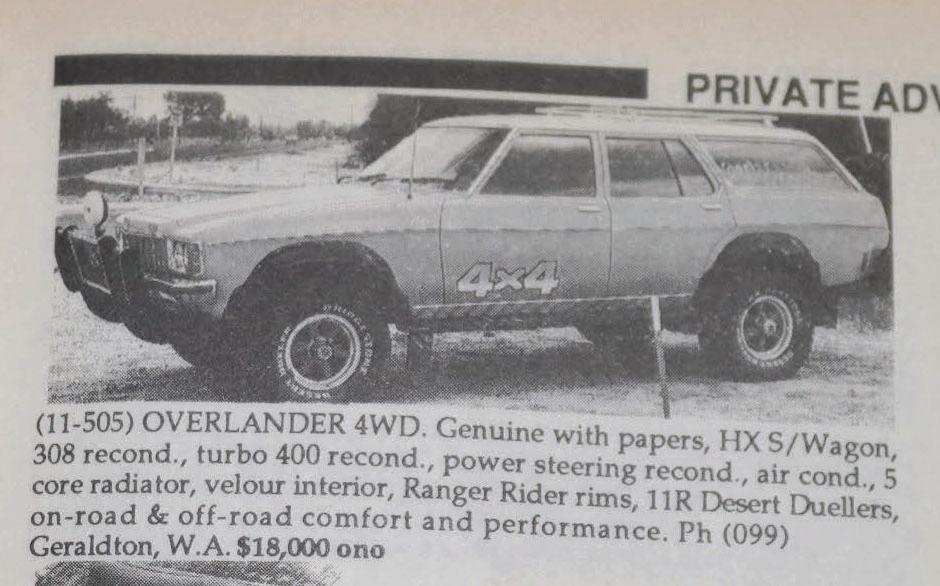 PRIVATE ADV
4x4
(11-505) OVERLANDER 4WD. Genuine with papers, HX S/Wagon,
308 recond., turbo 400 recond., power steering recond., air cond., 5
core radiator, velour interior, Ranger Rider rims, 11R Desert Duellers,
on-road & off-road comfort and performance. Ph (099)
Geraldton, W.A. $18,000 ono